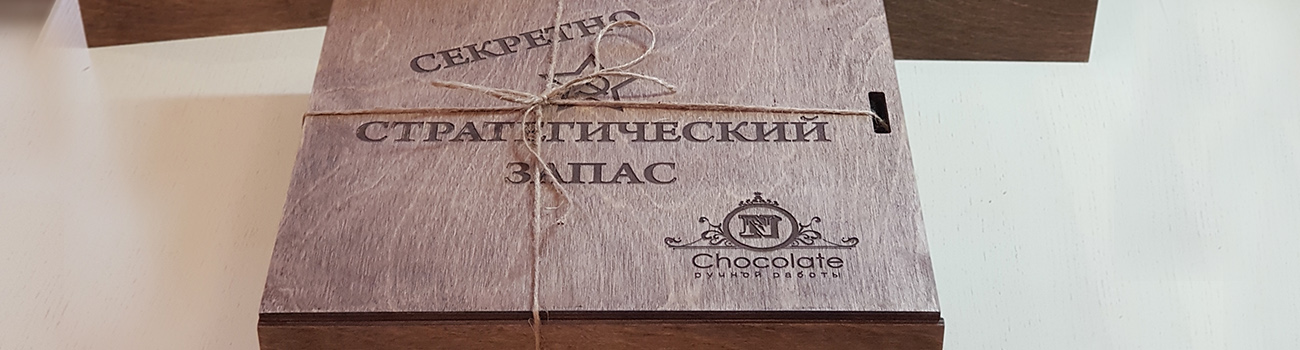 СЕКРЕТНО
СТРАТЕГИЧЕСКИЙ
ЗАПАС
N
Chocolate
ручной работы